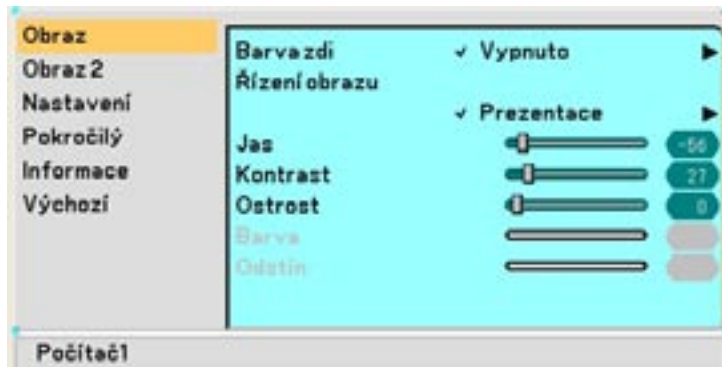 Obraz
Obraz 2
Nastavení
Pokročilý
Informace
Výchozí
Barva zdi ✓ Vypnuto ▶
Řízení obrazu
✓ Prezentace ▶
Jas -56
Kontrast 27
Ostrost 0
Barva
Odstín
Počítač1